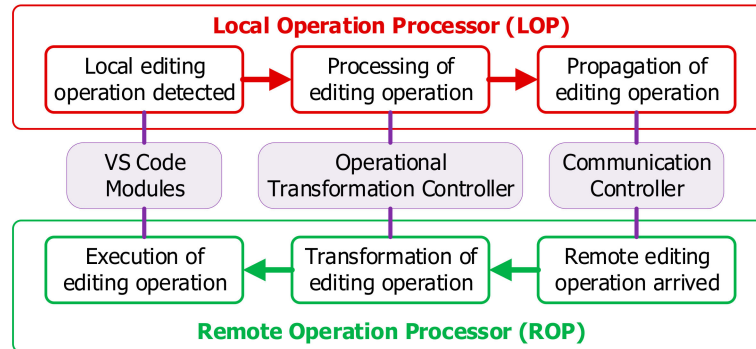 Local Operation Processor (LOP)
Local editing
operation detected
Processing of
editing operation
Propagation of
editing operation
VS Code
Modules
Operational
Transformation Controller
Communication
Controller
Execution of
editing operation
Transformation of
editing operation
Remote editing
operation arrived
Remote Operation Processor (ROP)